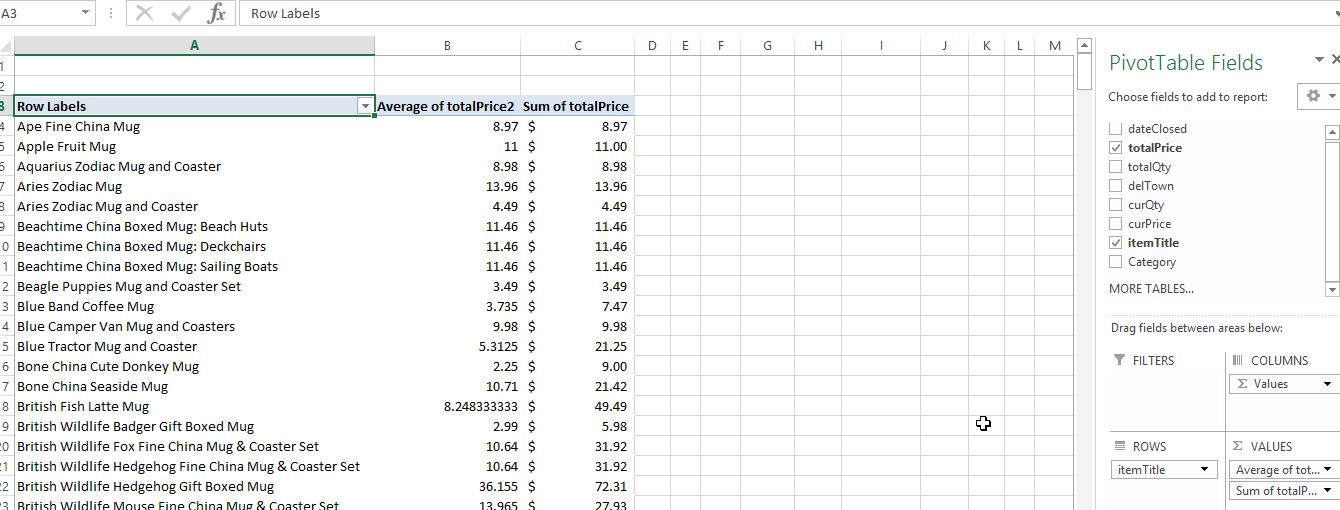 A3 fx Row Labels
A B C D E F G H I J K L M
1
2
3 Row Labels Average of totalPrice2 Sum of totalPrice
4 Ape Fine China Mug 8.97 $ 8.97
5 Apple Fruit Mug 11 $ 11.00
6 Aquarius Zodiac Mug and Coaster 8.98 $ 8.98
7 Aries Zodiac Mug 13.96 $ 13.96
8 Aries Zodiac Mug and Coaster 4.49 $ 4.49
9 Beachtime China Boxed Mug: Beach Huts 11.46 $ 11.46
0 Beachtime China Boxed Mug: Deckchairs 11.46 $ 11.46
1 Beachtime China Boxed Mug: Sailing Boats 11.46 $ 11.46
2 Beagle Puppies Mug and Coaster Set 3.49 $ 3.49
3 Blue Band Coffee Mug 3.735 $ 7.47
4 Blue Camper Van Mug and Coasters 9.98 $ 9.98
5 Blue Tractor Mug and Coaster 5.3125 $ 21.25
6 Bone China Cute Donkey Mug 2.25 $ 9.00
7 Bone China Seaside Mug 10.71 $ 21.42
8 British Fish Latte Mug 8.248333333 $ 49.49
9 British Wildlife Badger Gift Boxed Mug 2.99 $ 5.98
20 British Wildlife Fox Fine China Mug & Coaster Set 10.64 $ 31.92
21 British Wildlife Hedgehog Fine China Mug & Coaster Set 10.64 $ 31.92
22 British Wildlife Hedgehog Gift Boxed Mug 36.155 $ 72.31
23 British Wildlife Mouse Fine China Mug & Coaster Set 13.965 $ 27.93
PivotTable Fields
Choose fields to add to report:
dateClosed
totalPrice
totalQty
delTown
curQty
curPrice
itemTitle
Category
MORE TABLES...
Drag fields between areas below:
FILTERS
COLUMNS
Σ Values
ROWS
itemTitle
Σ VALUES
Average of tot...
Sum of totalP...